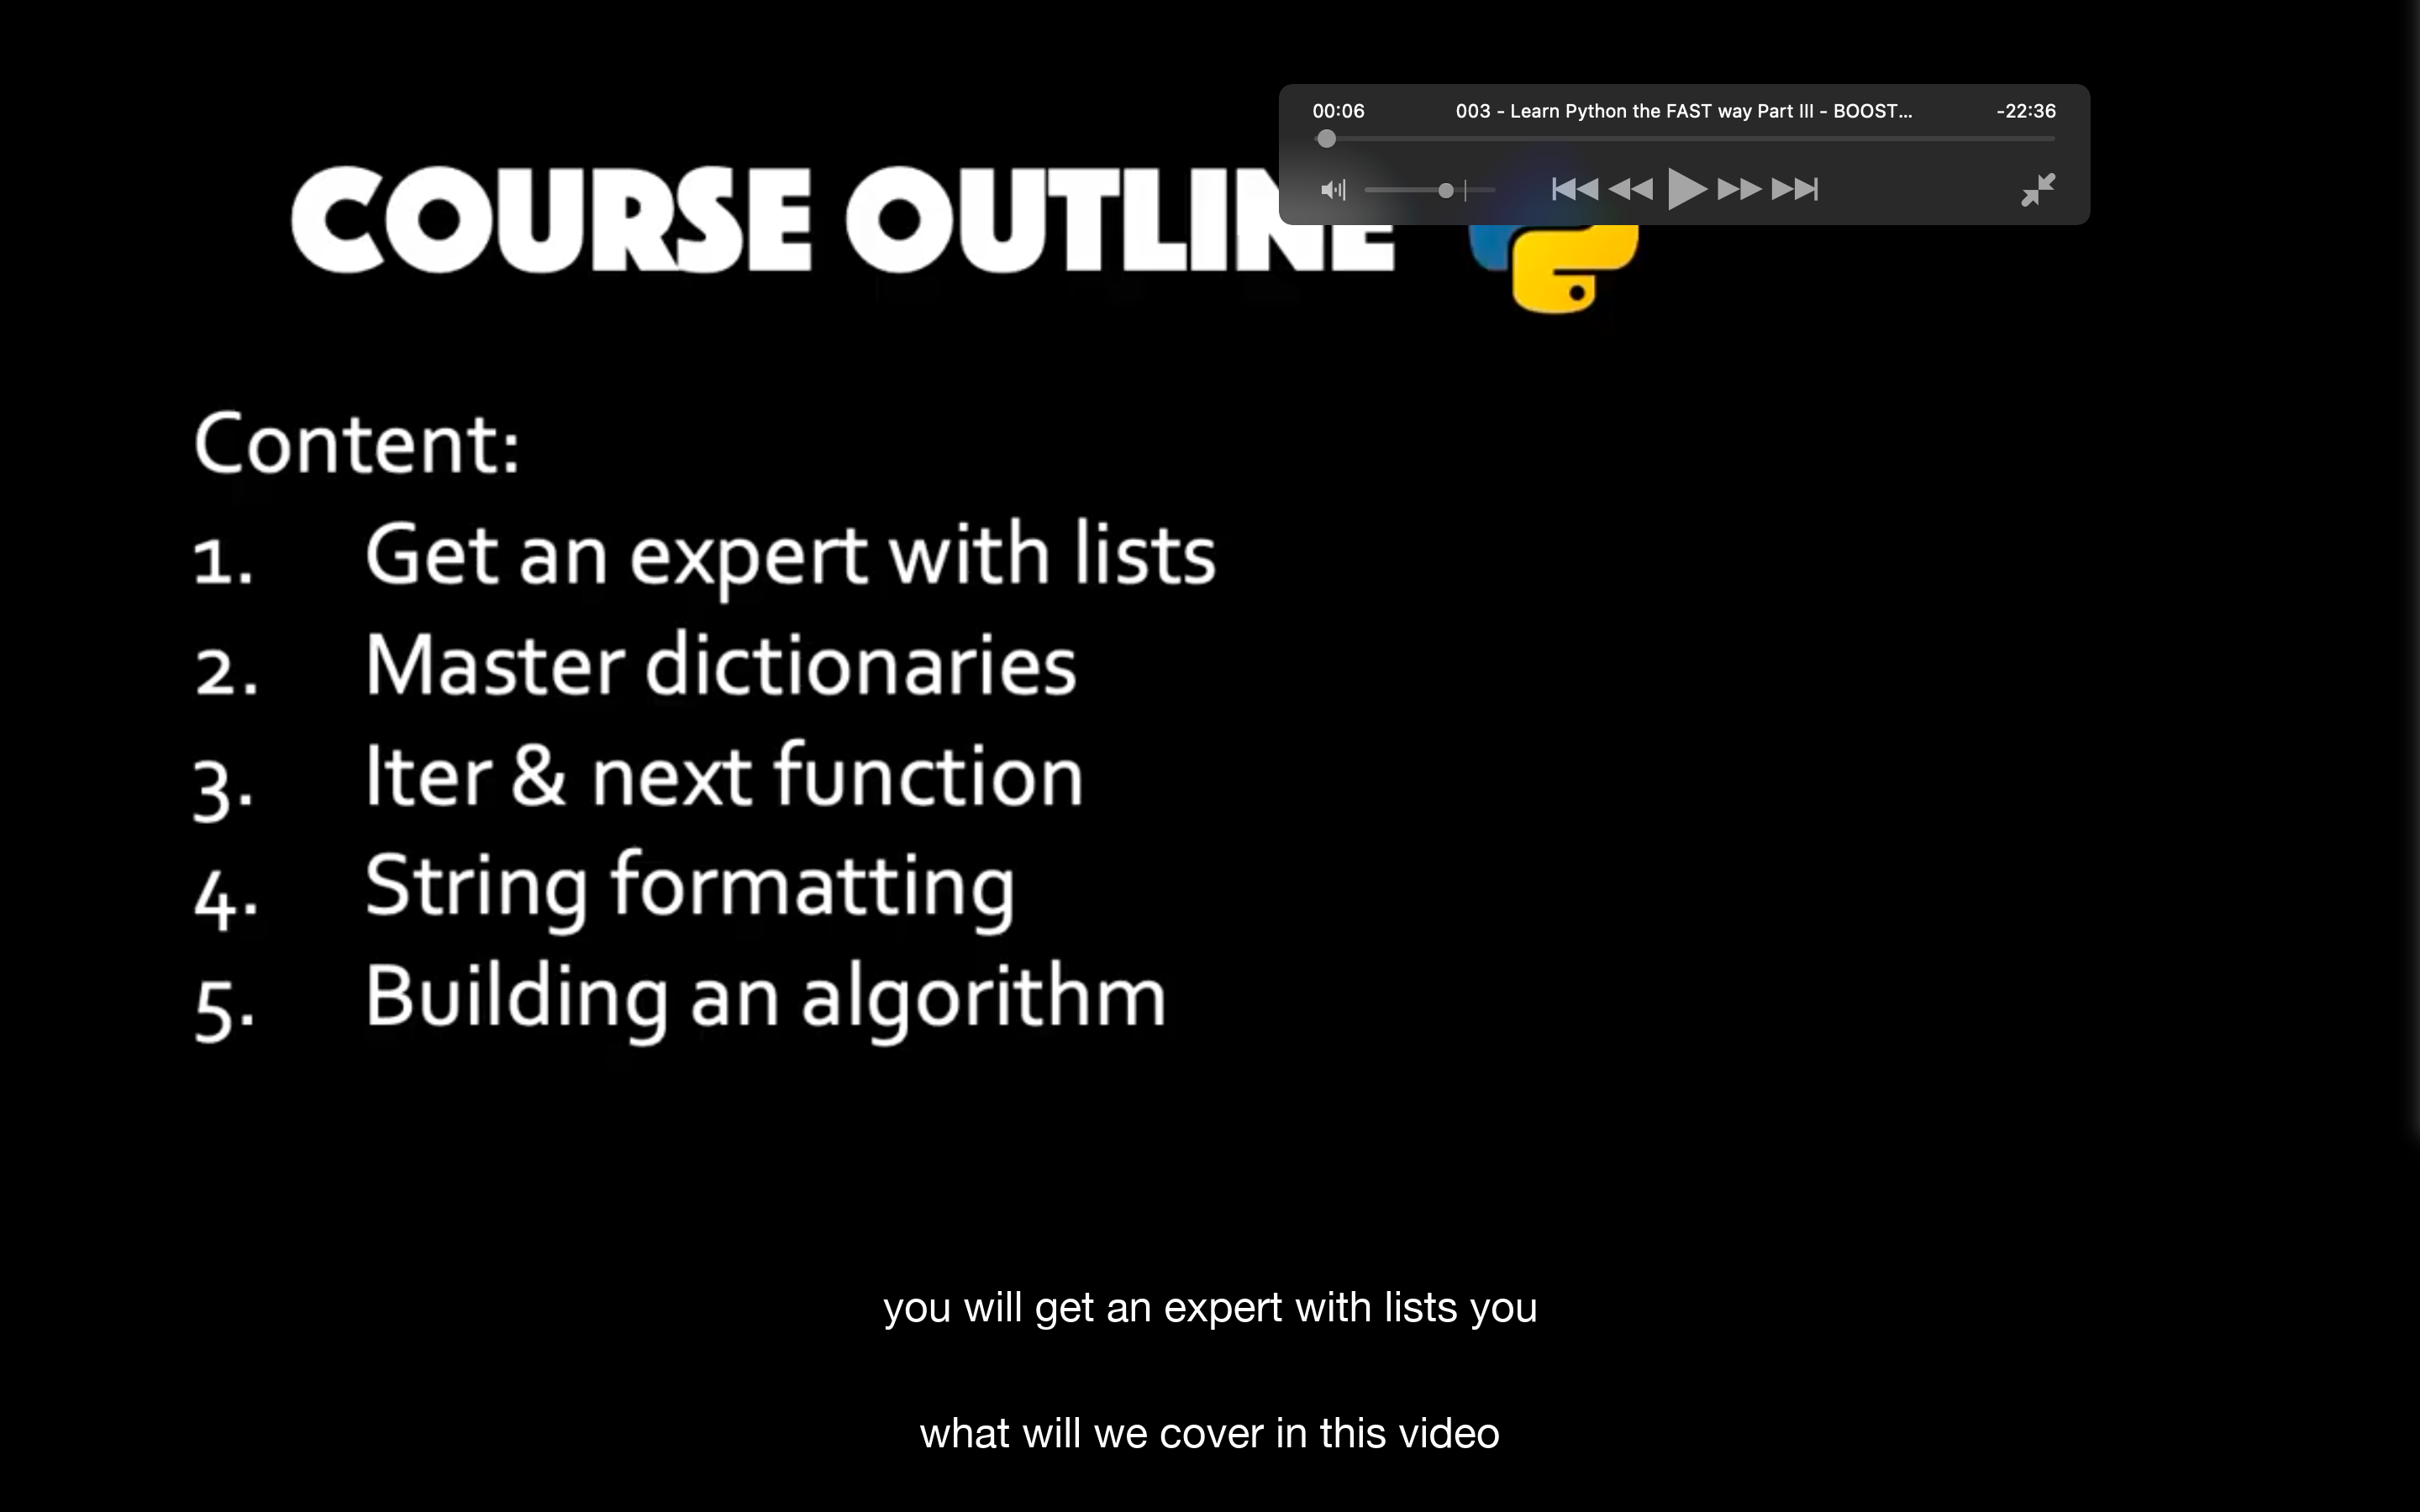 00:06 003 - Learn Python the FAST way Part III - BOOST... -22:36
COURSE OUTLINE
Content:
1. Get an expert with lists
2. Master dictionaries
3. Iter & next function
4. String formatting
5. Building an algorithm
you will get an expert with lists you
what will we cover in this video